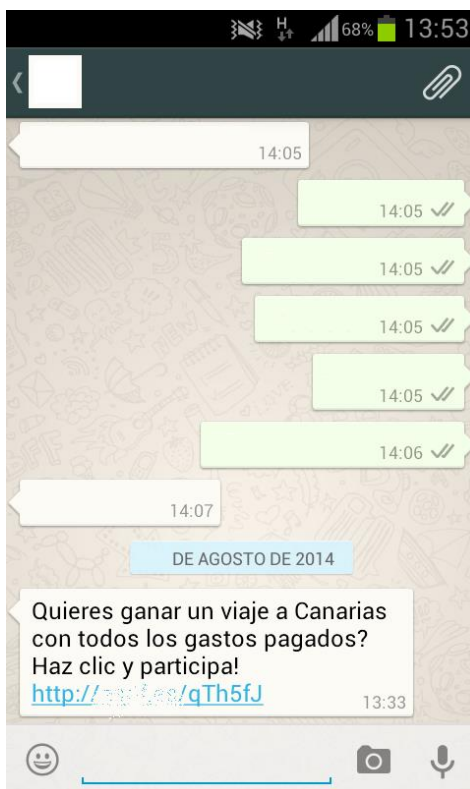 H 68% 13:53
14:05
14:05
14:05
14:05
14:05
14:06
14:07
DE AGOSTO DE 2014
Quieres ganar un viaje a Canarias
con todos los gastos pagados?
Haz clic y participa!
http:// /qTh5fJ
13:33